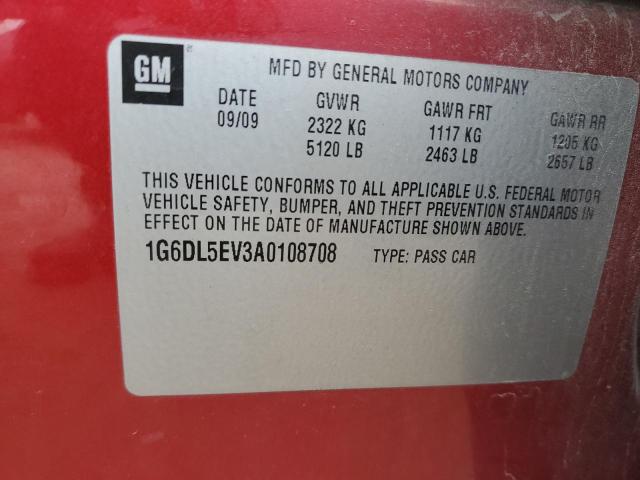 GM
MFD BY GENERAL MOTORS COMPANY
DATE GVWR GAWR FRT GAWR RR
09/09 2322 KG 1117 KG 1205 KG
5120 LB 2463 LB 2657 LB
THIS VEHICLE CONFORMS TO ALL APPLICABLE U.S. FEDERAL MOTOR
VEHICLE SAFETY, BUMPER, AND THEFT PREVENTION STANDARDS IN
EFFECT ON THE DATE OF MANUFACTURE SHOWN ABOVE.
1G6DL5EV3A0108708 TYPE: PASS CAR